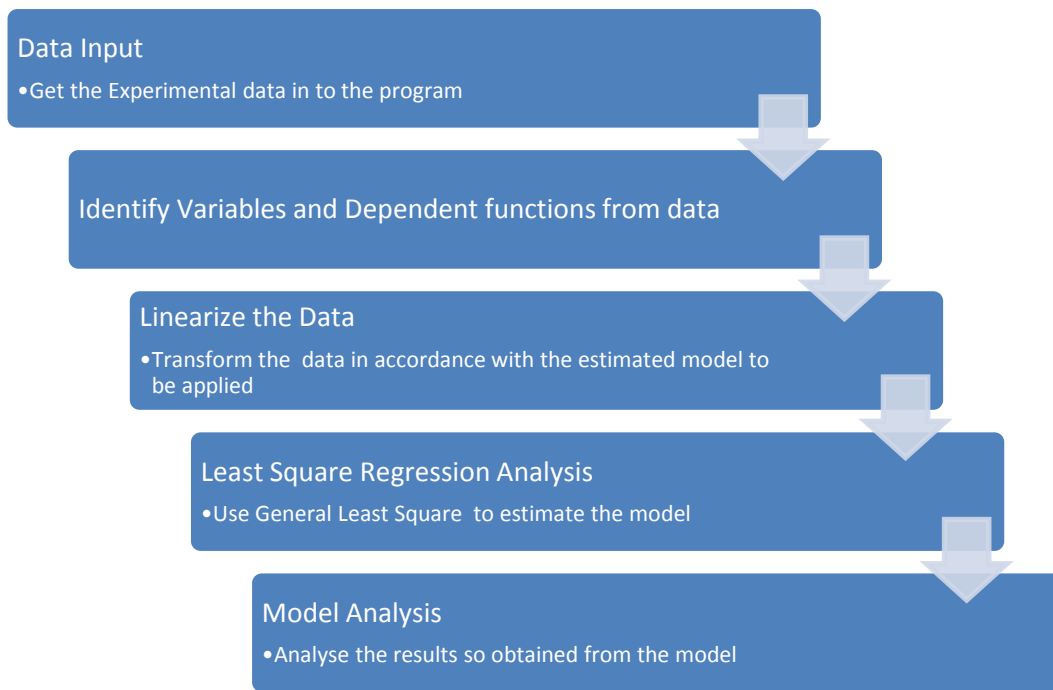 Data Input
•Get the Experimental data in to the program
Identify Variables and Dependent functions from data
Linearize the Data
•Transform the data in accordance with the estimated model to
be applied
Least Square Regression Analysis
•Use General Least Square to estimate the model
Model Analysis
•Analyse the results so obtained from the model